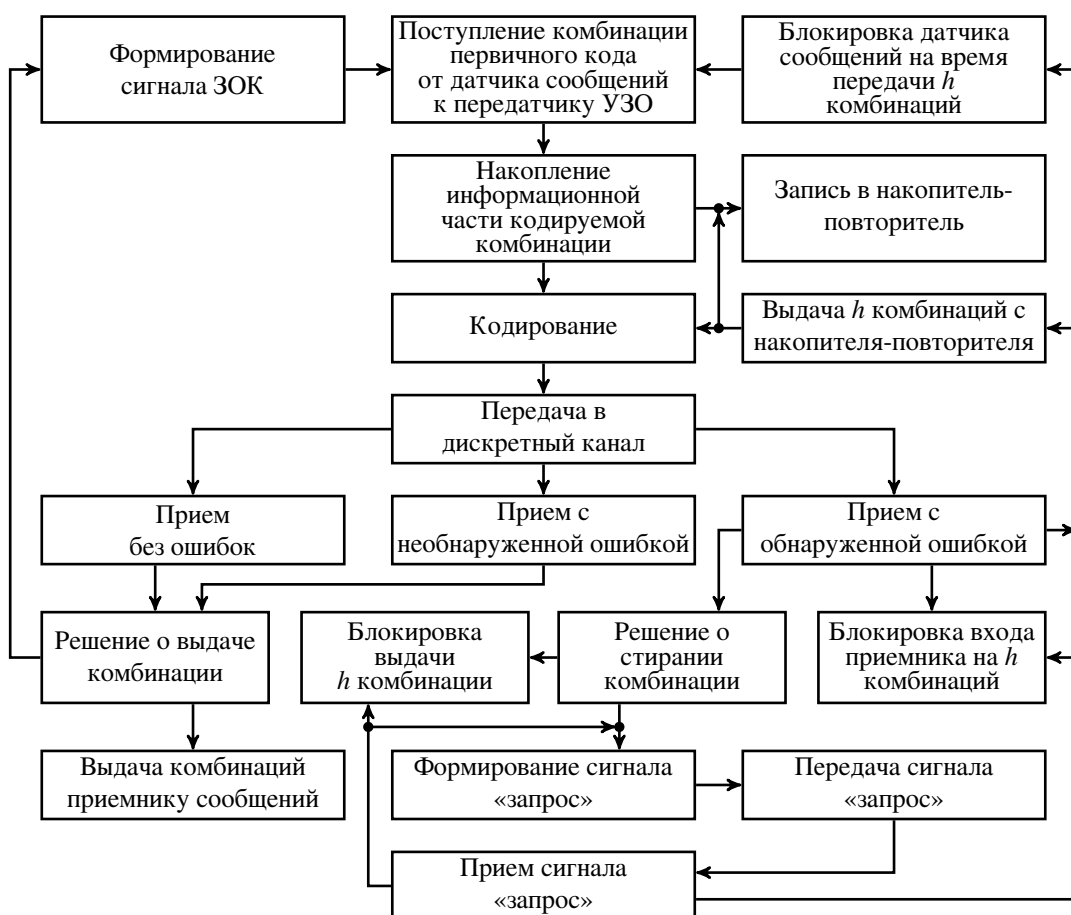 Формирование
сигнала ЗОК
Поступление комбинации
первичного кода
от датчика сообщений
к передатчику УЗО
Блокировка датчика
сообщений на время
передачи h
комбинаций
Накопление
информационной
части кодируемой
комбинации
Запись в накопитель-
повторитель
Кодирование
Выдача h комбинаций с
накопителя-повторителя
Передача в
дискретный канал
Прием
без ошибок
Прием с
необнаруженной ошибкой
Прием с
обнаруженной ошибкой
Решение о выдаче
комбинации
Блокировка
выдачи
h комбинации
Решение о
стирании
комбинации
Блокировка входа
приемника на h
комбинаций
Выдача комбинаций
приемнику сообщений
Формирование сигнала
«запрос»
Передача сигнала
«запрос»
Прием сигнала
«запрос»